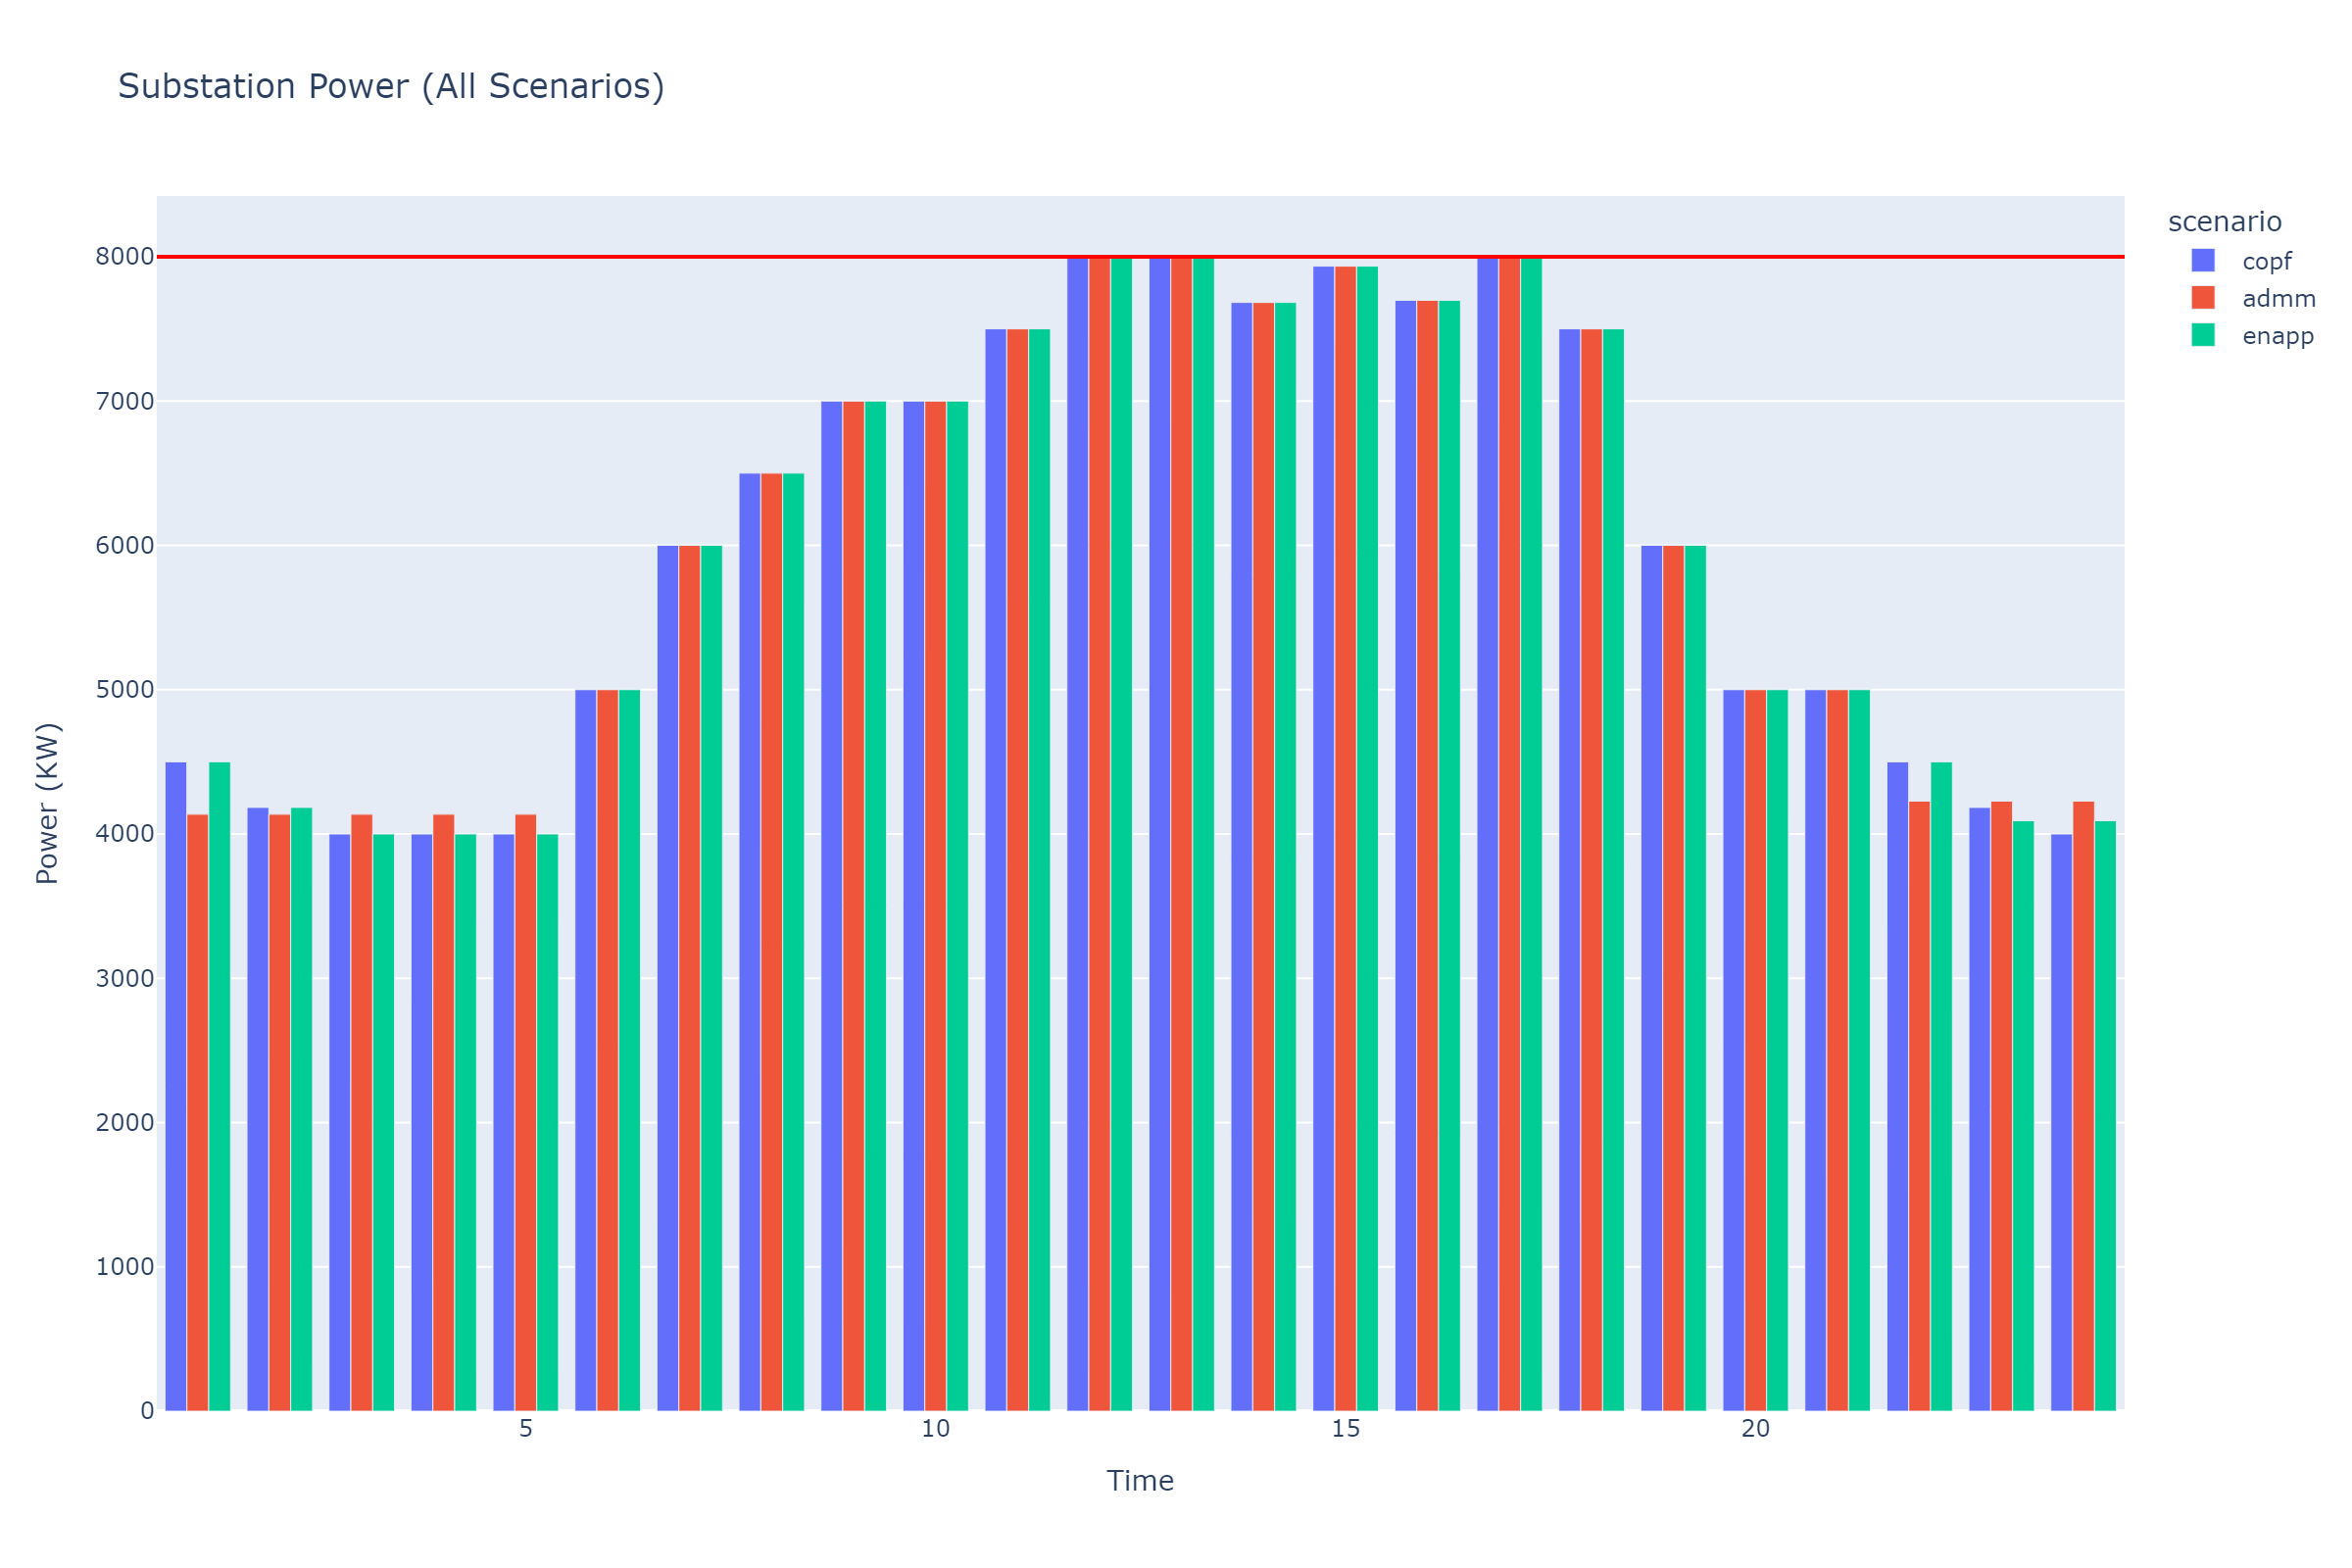 Substation Power (All Scenarios)
scenario
copf
admm
enapp
Power (KW)
8000
7000
6000
5000
4000
3000
2000
1000
0
5
10
15
20
Time